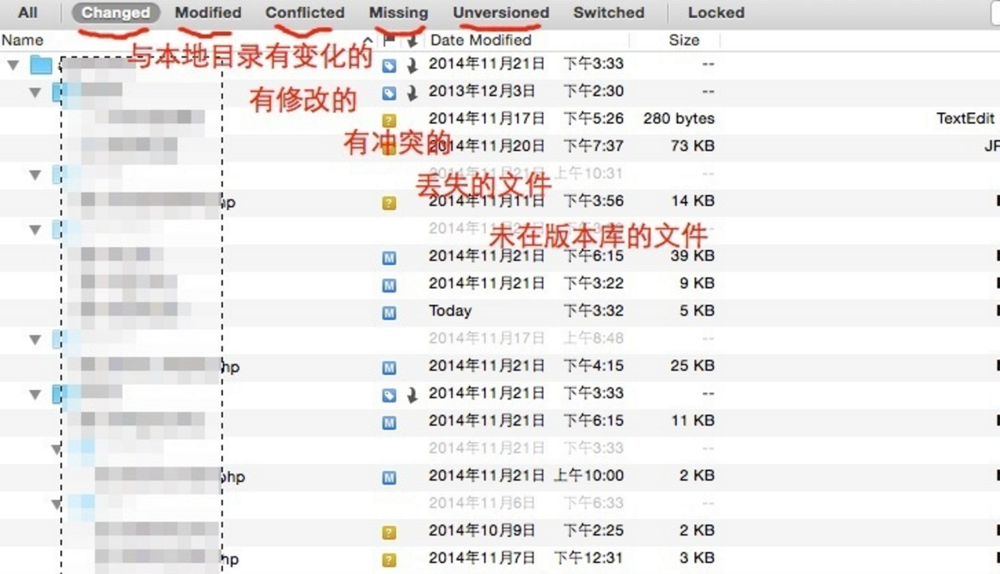 All Changed Modified Conflicted Missing Unversioned Switched Locked
Name Date Modified Size
与本地目录有变化的
2014年11月21日 下午3:33 --
2013年12月3日 下午2:30 --
有修改的
? 2014年11月17日 下午5:26 280 bytes TextEdit
有冲突的
2014年11月20日 下午7:37 73 KB JP
2014年11月21日 上午10:31 --
丢失的文件
hp ? 2014年11月11日 下午3:56 14 KB
未在版本库的文件
M 2014年11月21日 下午6:15 39 KB
M 2014年11月21日 下午3:22 9 KB
M Today 下午3:32 5 KB
2014年11月17日 上午8:48 --
hp M 2014年11月21日 下午4:15 25 KB
2014年11月21日 下午3:33 --
M 2014年11月21日 下午6:15 11 KB
2014年11月21日 下午3:33 --
php M 2014年11月21日 上午10:00 2 KB
2014年11月6日 下午6:33 --
? 2014年10月9日 下午2:25 2 KB
hp ? 2014年11月7日 下午12:31 3 KB